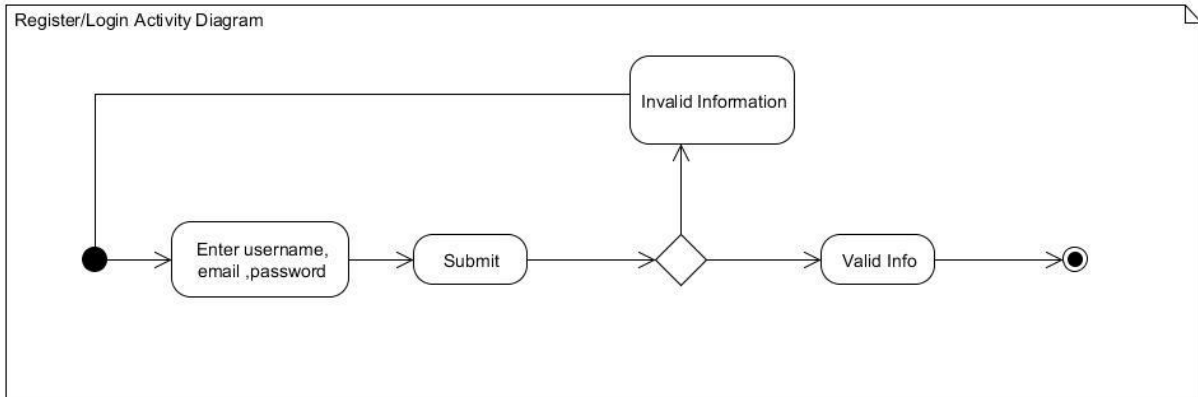 Register/Login Activity Diagram
Invalid Information
Enter username,
email ,password
Submit
Valid Info